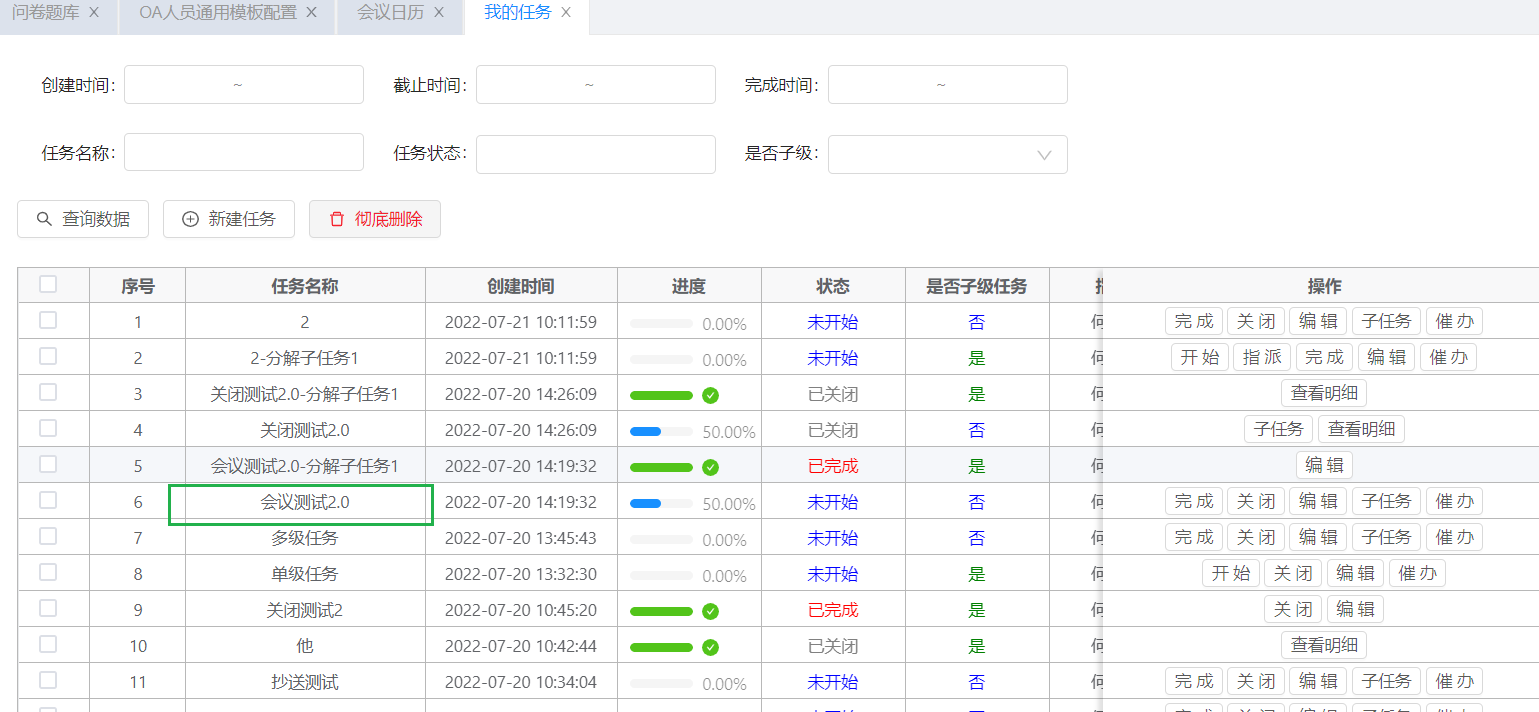 问卷题库 × OA人员通用模板配置 × 会议日历 × 我的任务 ×
创建时间: ~ 截止时间: ~ 完成时间: ~
任务名称: 任务状态: 是否子级:
查询数据 新建任务 彻底删除
序号 任务名称 创建时间 进度 状态 是否子级任务 操作
1 2 2022-07-21 10:11:59 0.00% 未开始 否 何 完成 关闭 编辑 子任务 催办
2 2-分解子任务1 2022-07-21 10:11:59 0.00% 未开始 是 何 开始 指派 完成 编辑 催办
3 关闭测试2.0-分解子任务1 2022-07-20 14:26:09 已关闭 是 何 查看明细
4 关闭测试2.0 2022-07-20 14:26:09 50.00% 已关闭 否 何 子任务 查看明细
5 会议测试2.0-分解子任务1 2022-07-20 14:19:32 已完成 是 何 编辑
6 会议测试2.0 2022-07-20 14:19:32 50.00% 未开始 否 何 完成 关闭 编辑 子任务 催办
7 多级任务 2022-07-20 13:45:43 0.00% 未开始 否 何 完成 关闭 编辑 子任务 催办
8 单级任务 2022-07-20 13:32:30 0.00% 未开始 是 何 开始 关闭 编辑 催办
9 关闭测试2 2022-07-20 10:45:20 已完成 是 何 关闭 编辑
10 他 2022-07-20 10:42:44 已关闭 是 何 查看明细
11 抄送测试 2022-07-20 10:34:04 0.00% 未开始 否 何 完成 关闭 编辑 子任务 催办